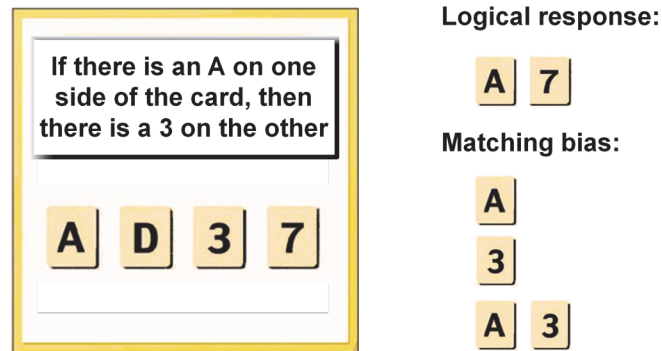 If there is an A on one
side of the card, then
there is a 3 on the other
A D 3 7
Logical response:
A 7
Matching bias:
A
3
A 3